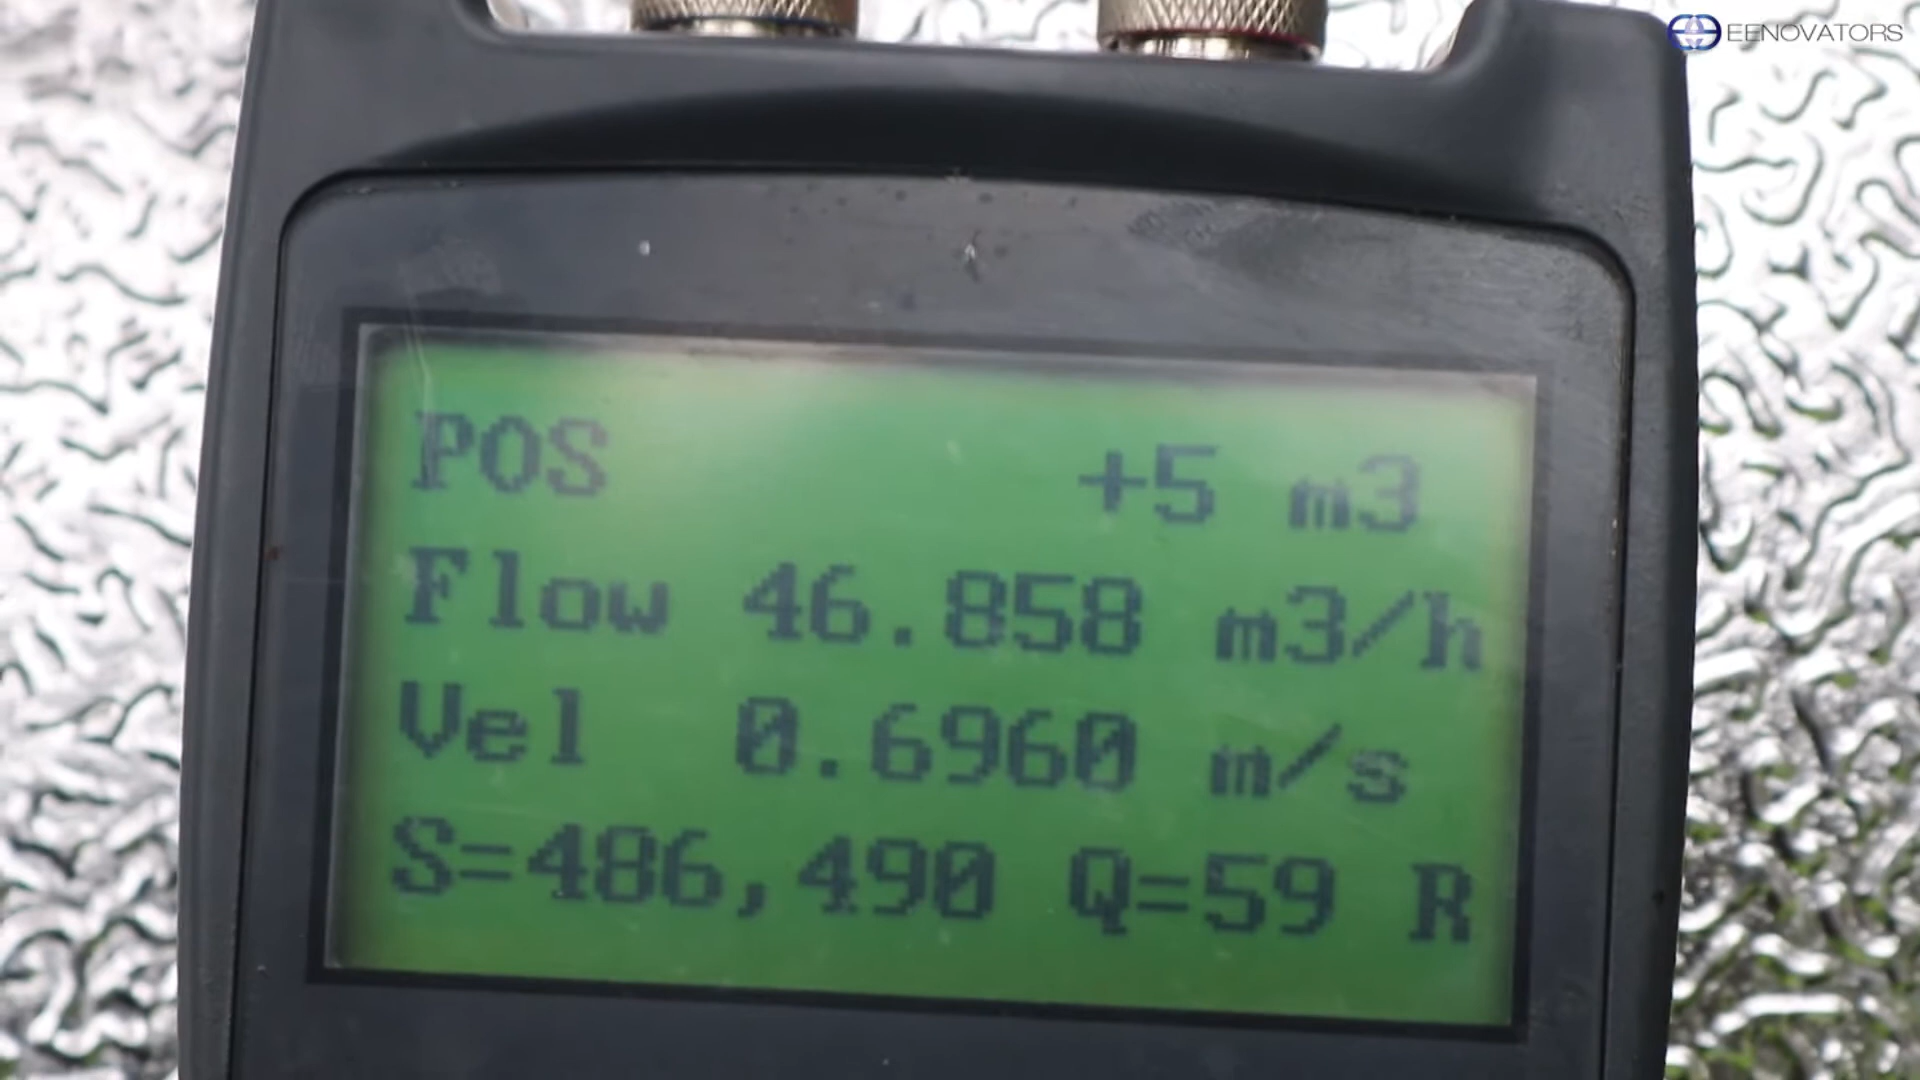 EENOVATORS
POS +5 m3
Flow 46.858 m3/h
Vel 0.6960 m/s
S=486,490 Q=59 R